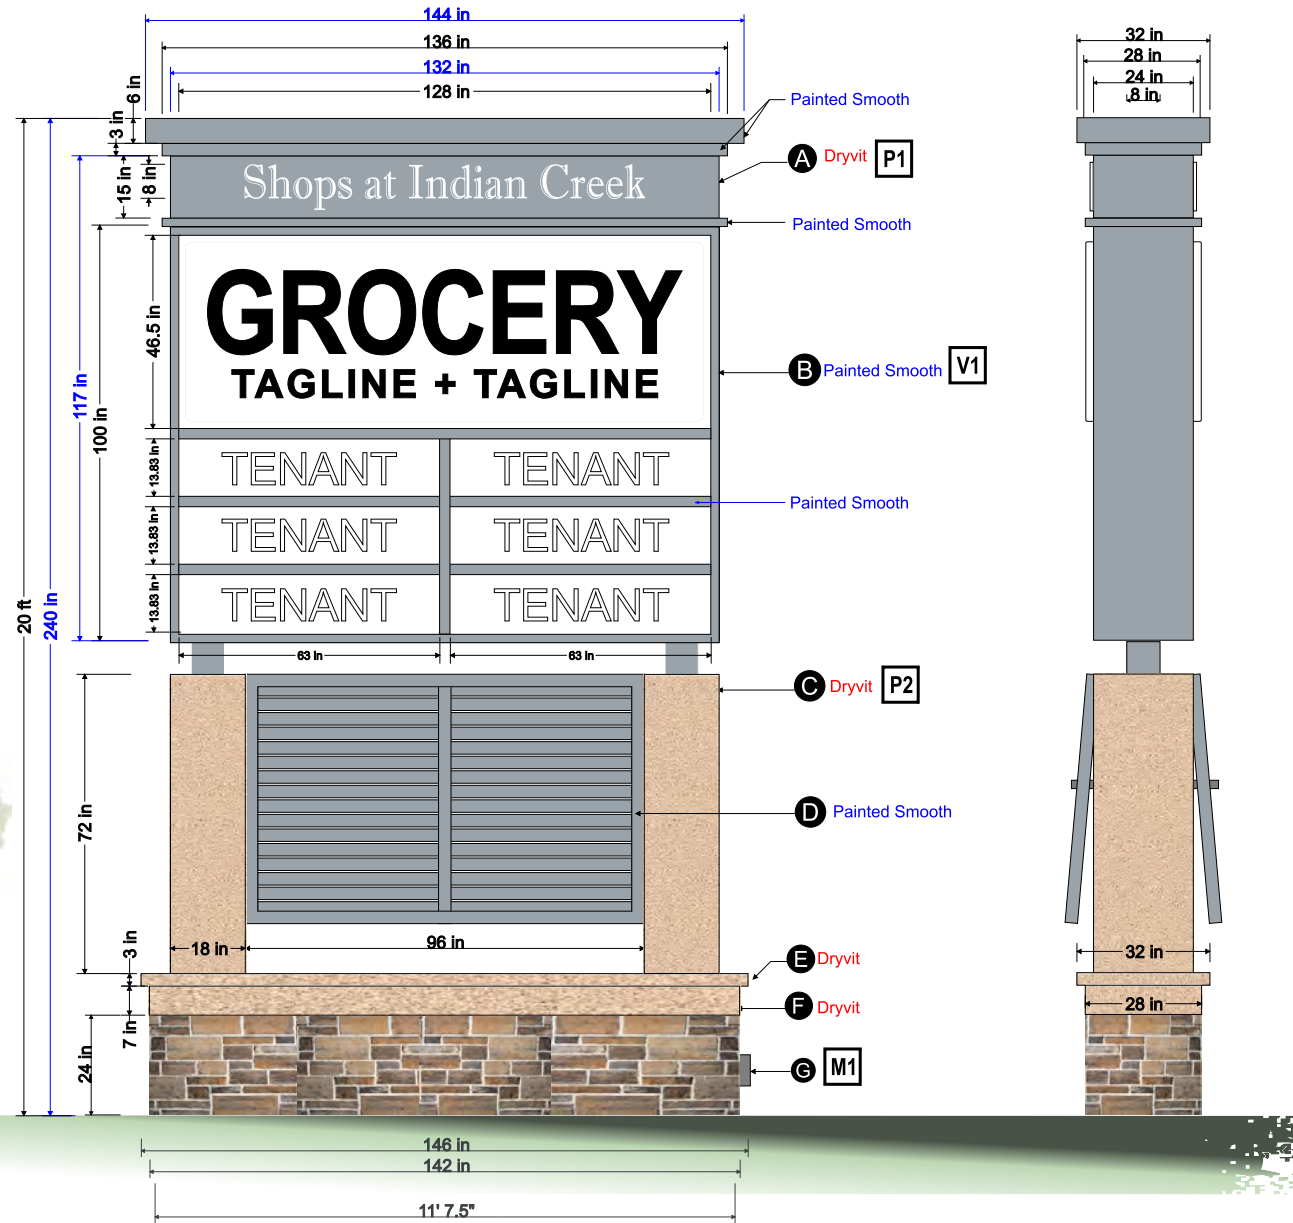 144 in
136 in
132 in
128 in
6 in
3 in
15 in
8 in
Shops at Indian Creek
Painted Smooth
A Dryvit P1
Painted Smooth
GROCERY
TAGLINE + TAGLINE
46.5 in
117 in
100 in
B Painted Smooth V1
TENANT TENANT
13.83 in
TENANT TENANT
13.83 in
TENANT TENANT
13.83 in
Painted Smooth
20 ft
240 in
63 in 63 in
C Dryvit P2
72 in
D Painted Smooth
18 in 96 in
3 in
E Dryvit
7 in
F Dryvit
24 in
G M1
146 in
142 in
11' 7.5"
32 in
28 in
24 in
8 in
32 in
28 in